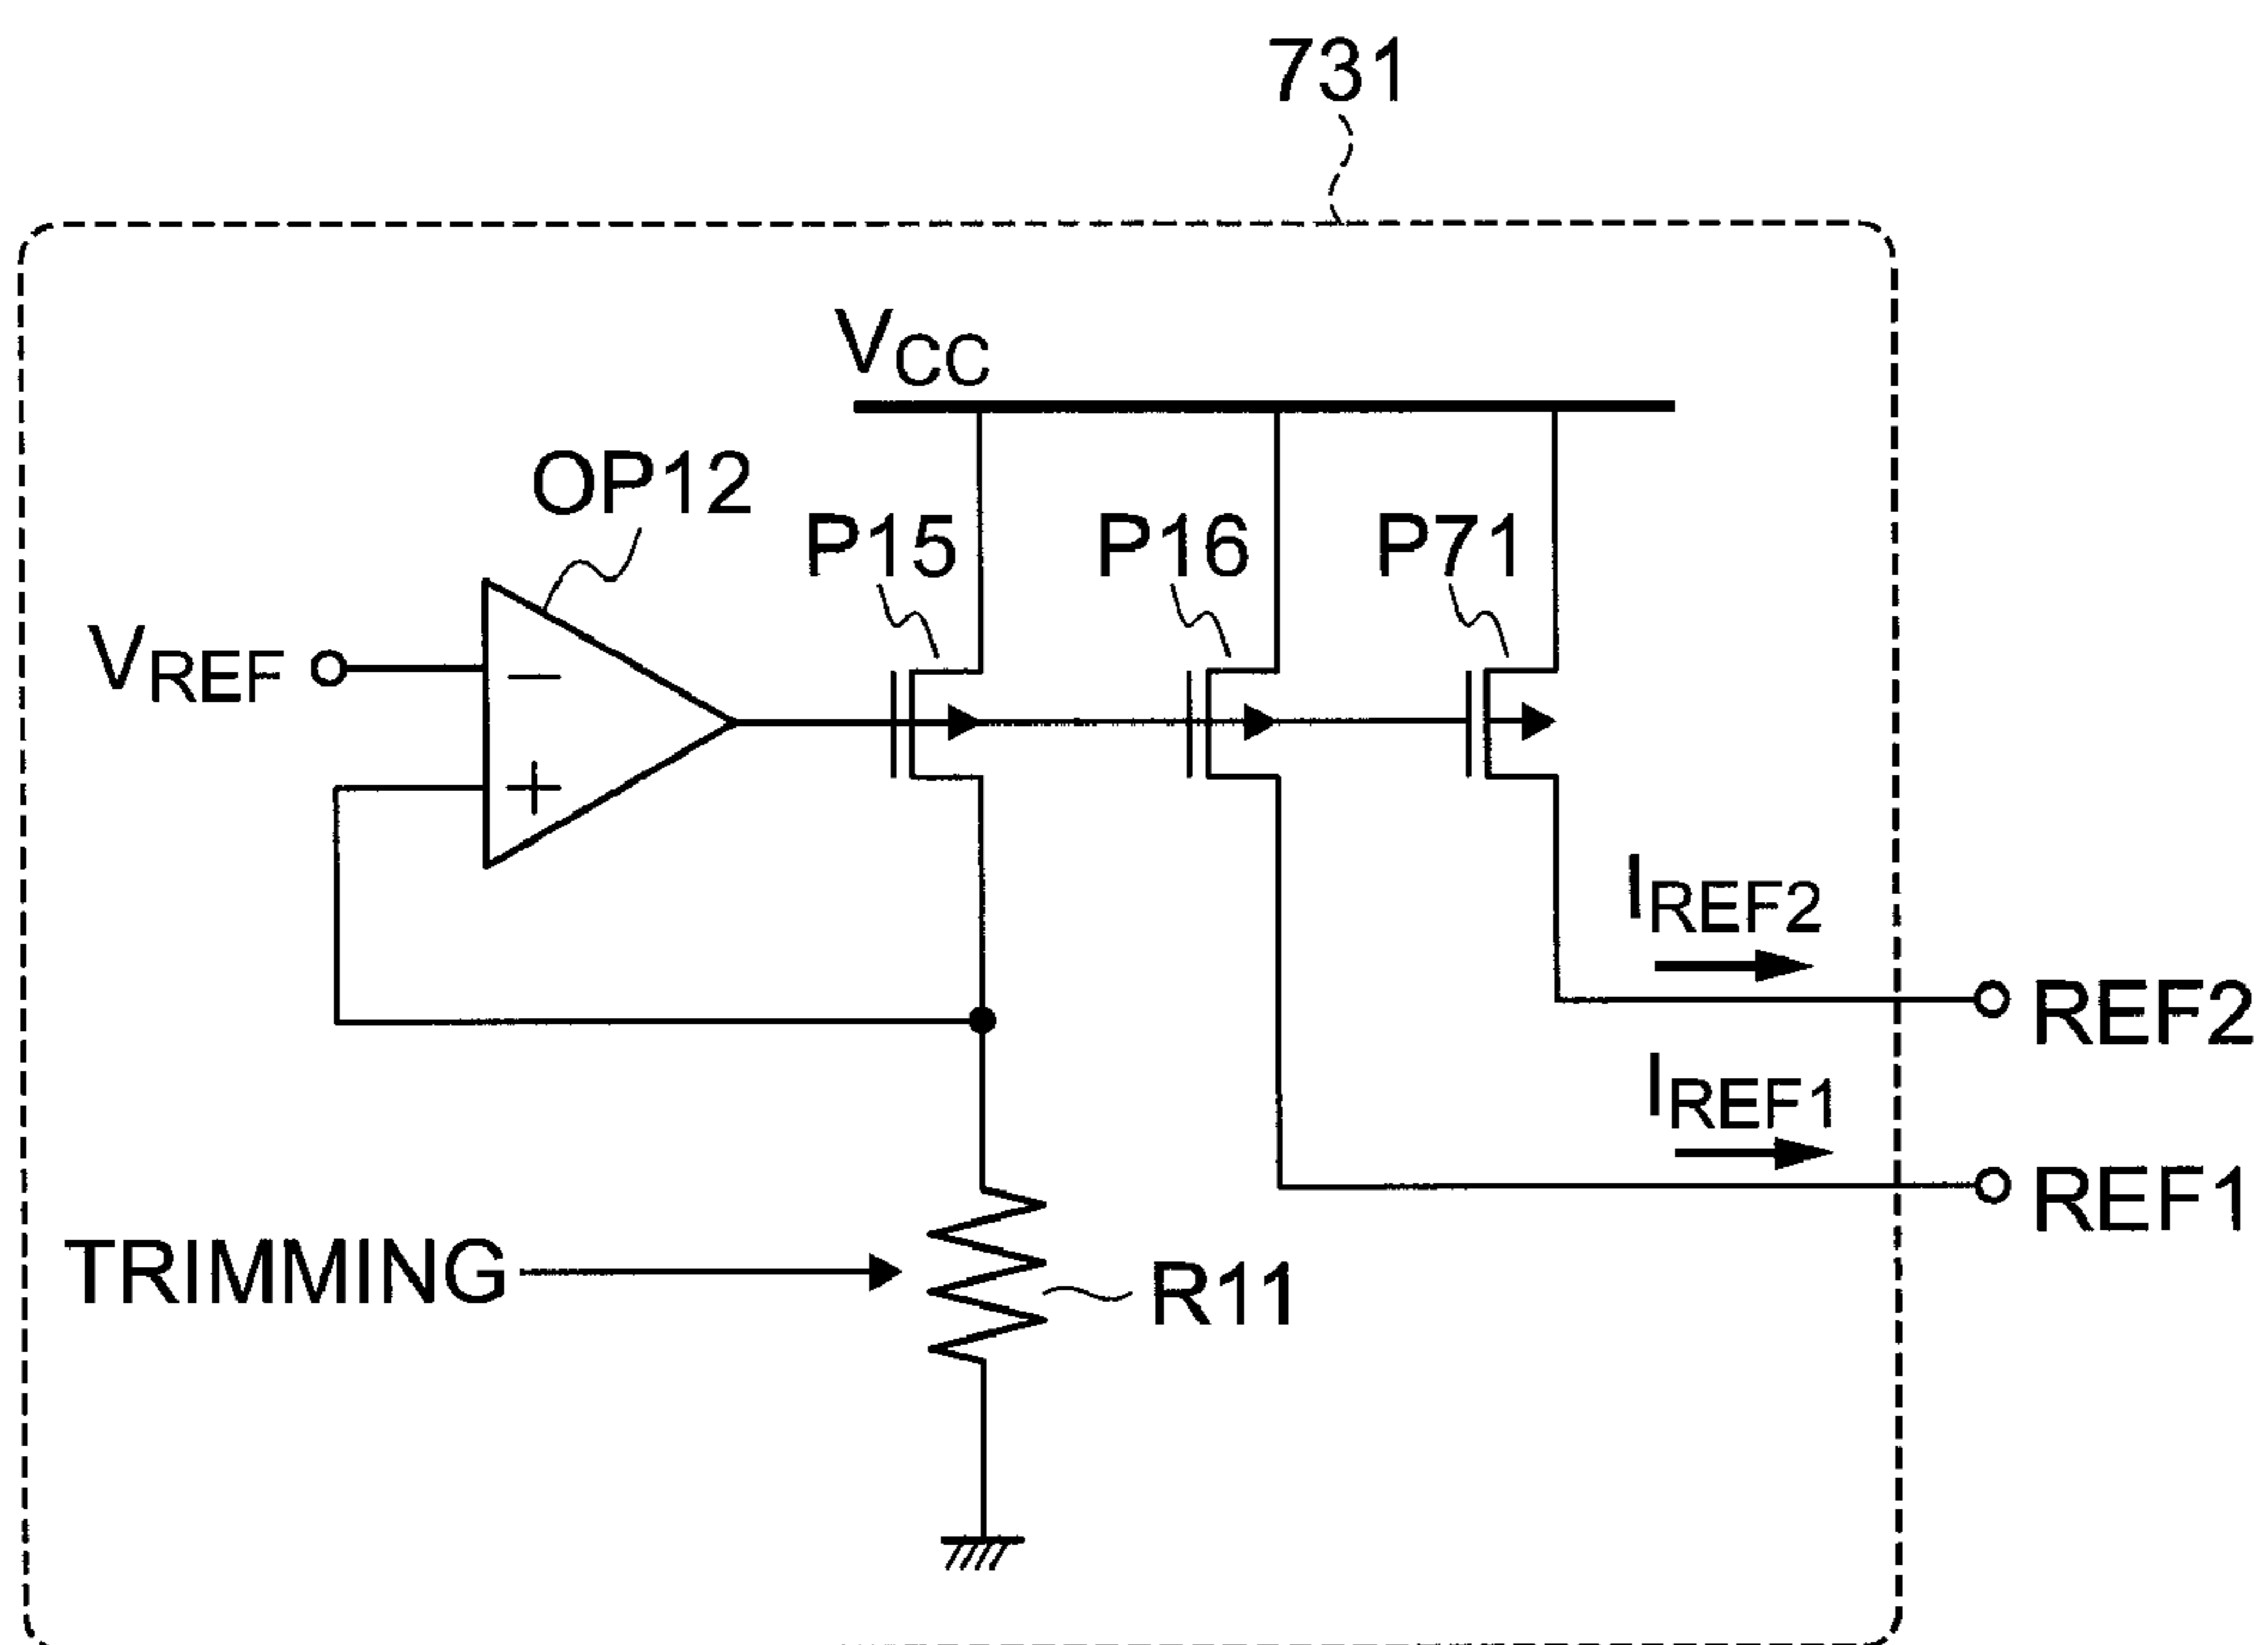 731
VCC
OP12
P15
P16
P71
VREF
−
+
IREF2
REF2
IREF1
REF1
TRIMMING
R11